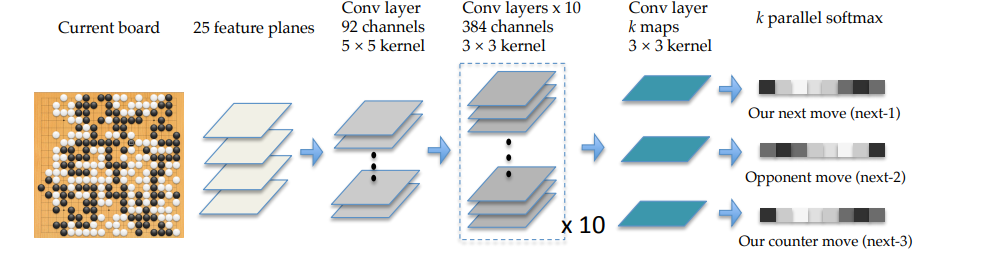 Current board
25 feature planes
Conv layer
92 channels
5 × 5 kernel
Conv layers x 10
384 channels
3 × 3 kernel
Conv layer
k maps
3 × 3 kernel
k parallel softmax
Our next move (next-1)
Opponent move (next-2)
Our counter move (next-3)
x 10